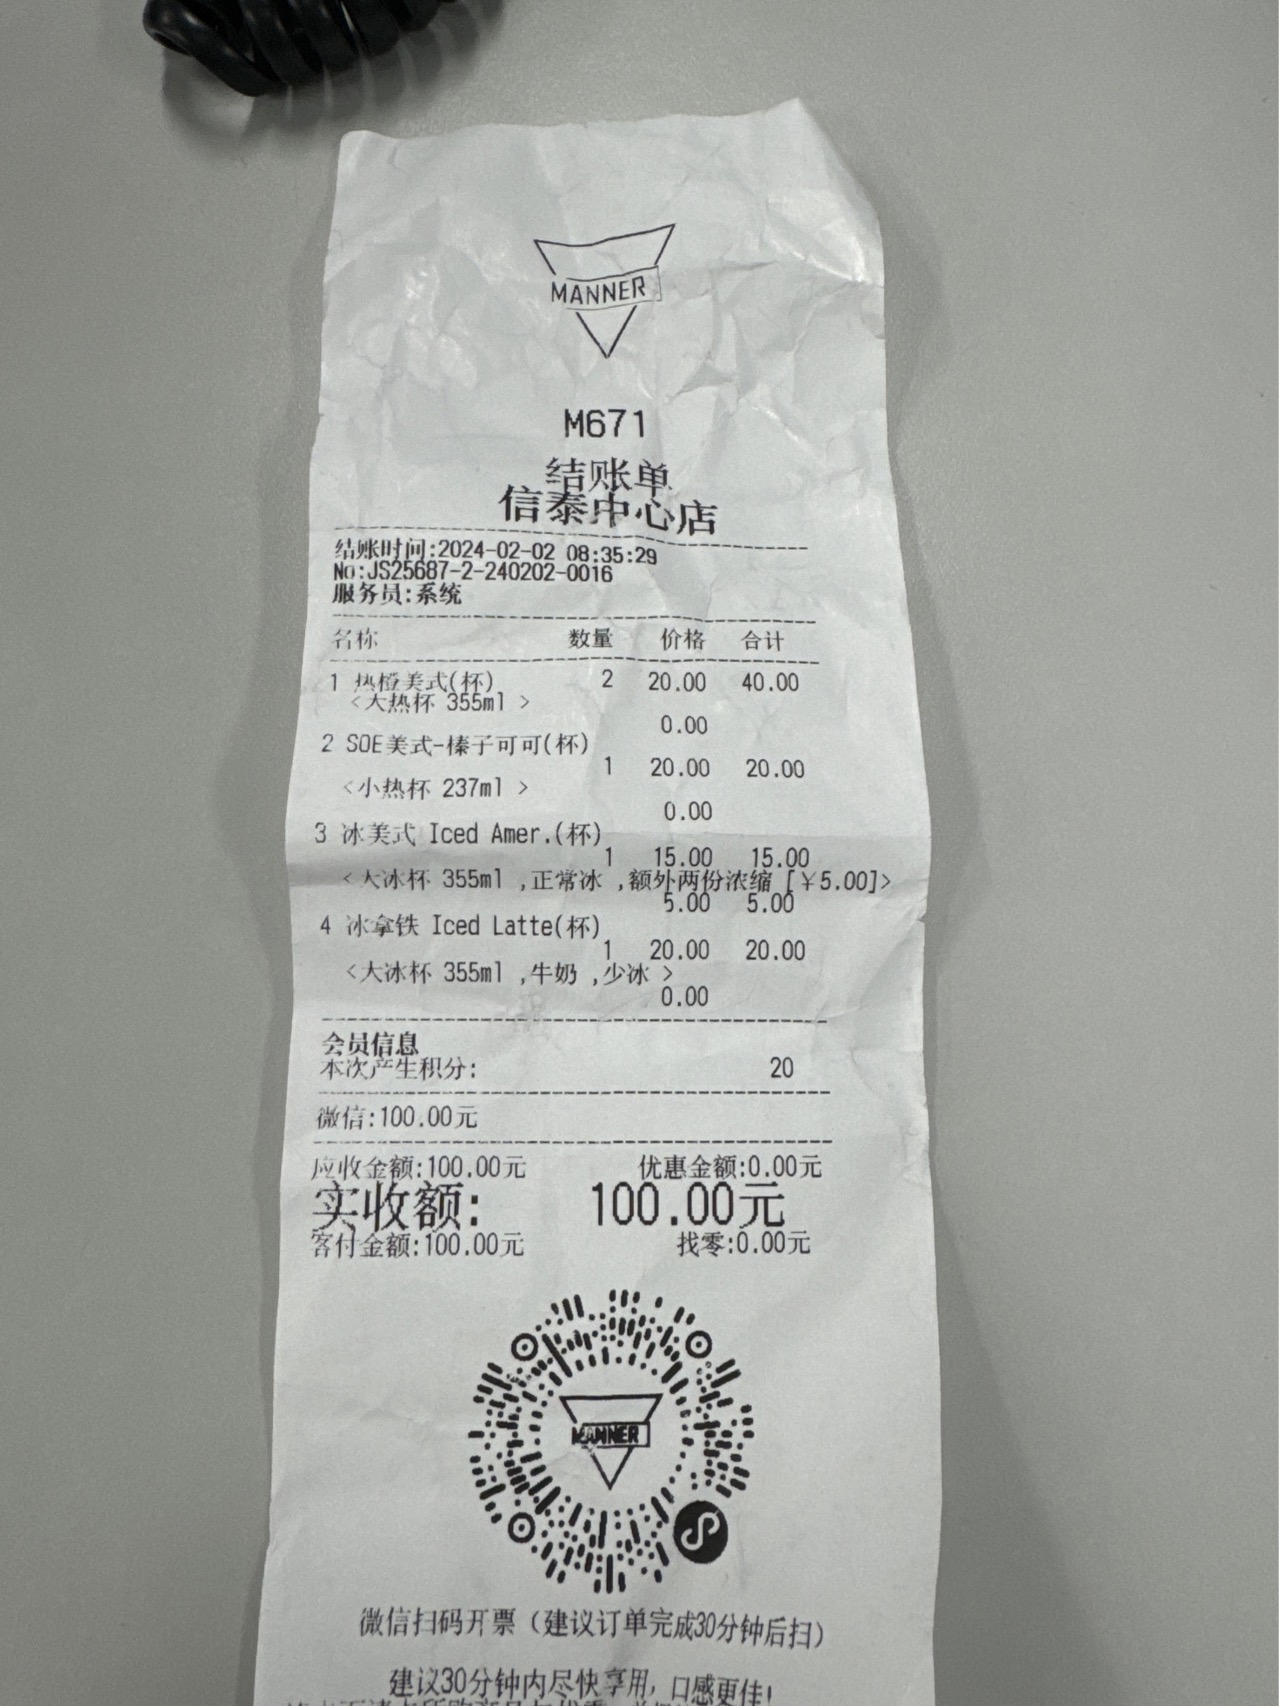 MANNER
M671
结账单
信泰中心店
结账时间:2024-02-02 08:35:29
No:JS25687-2-240202-0016
服务员:系统
名称 数量 价格 合计
1 热橙美式(杯) 2 20.00 40.00
<大热杯 355ml >
0.00
2 SOE美式-榛子可可(杯)
1 20.00 20.00
<小热杯 237ml >
0.00
3 冰美式 Iced Amer.(杯)
1 15.00 15.00
<大冰杯 355ml ,正常冰 ,额外两份浓缩 [¥5.00]>
5.00 5.00
4 冰拿铁 Iced Latte(杯)
1 20.00 20.00
<大冰杯 355ml ,牛奶 ,少冰 >
0.00
会员信息
本次产生积分: 20
微信:100.00元
应收金额:100.00元 优惠金额:0.00元
实收额: 100.00元
客付金额:100.00元 找零:0.00元
MANNER
微信扫码开票（建议订单完成30分钟后扫）
建议30分钟内尽快享用，口感更佳！